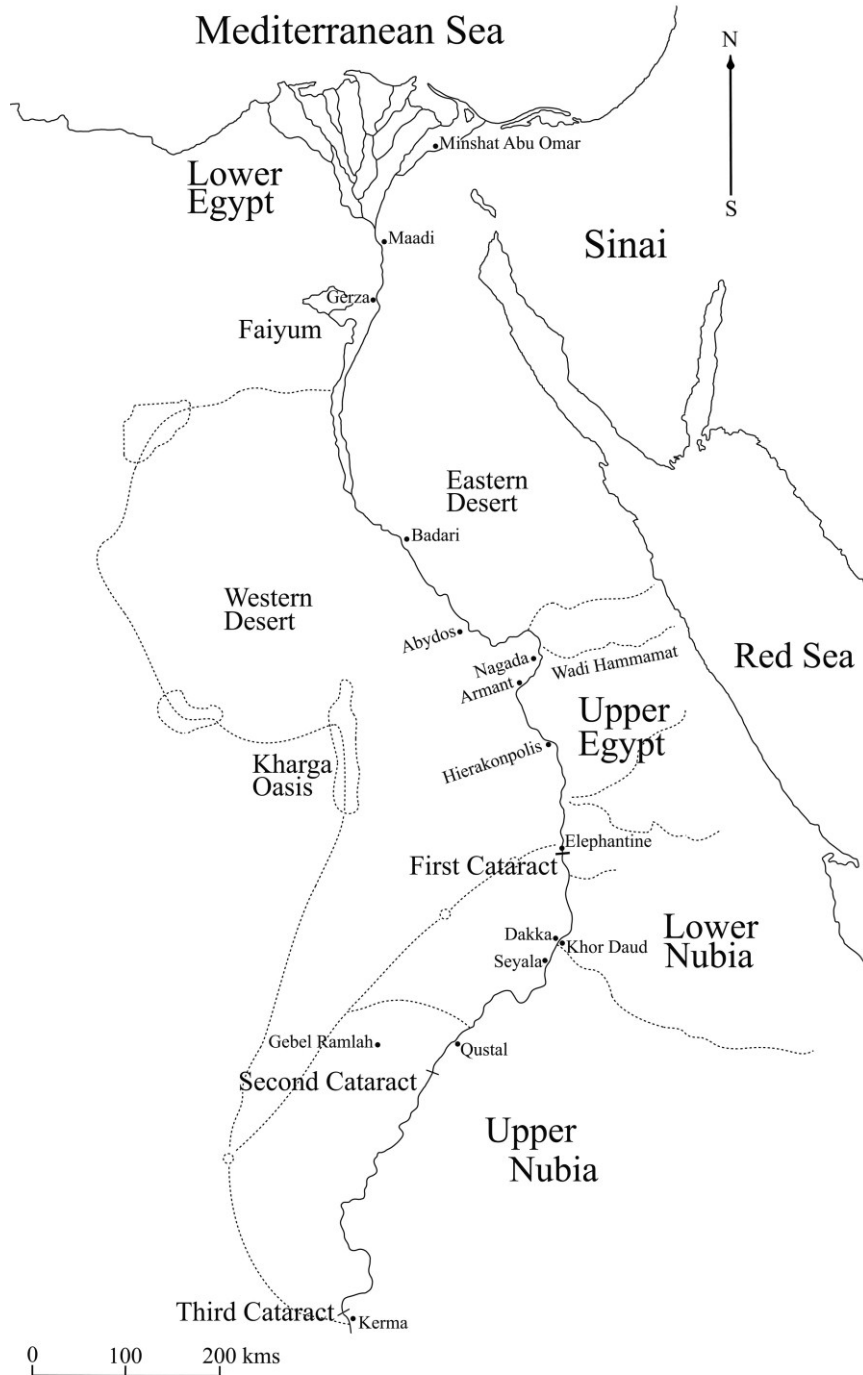 Mediterranean Sea
N
Minshat Abu Omar
Lower
Egypt
S
Maadi
Sinai
Gerza
Faiyum
Eastern
Desert
Badari
Western
Desert
Abydos
Nagada
Wadi Hammamat
Red Sea
Armant
Upper
Egypt
Hierakonpolis
Kharga
Oasis
Elephantine
First Cataract
Lower
Nubia
Dakka
Khor Daud
Seyala
Gebel Ramlah
Qustal
Second Cataract
Upper
Nubia
Third Cataract
Kerma
0 100 200 kms